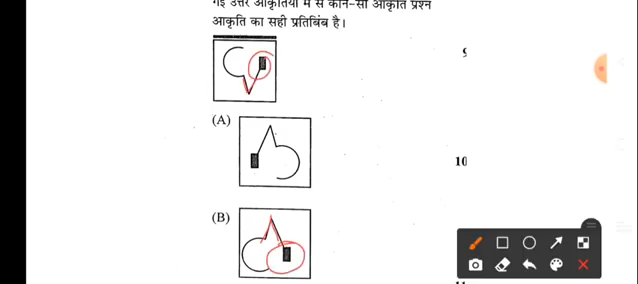 गई उत्तर आकृतियों में से कौन-सी आकृति प्रश्न
आकृति का सही प्रतिबिंब है।
(A)
10
(B)